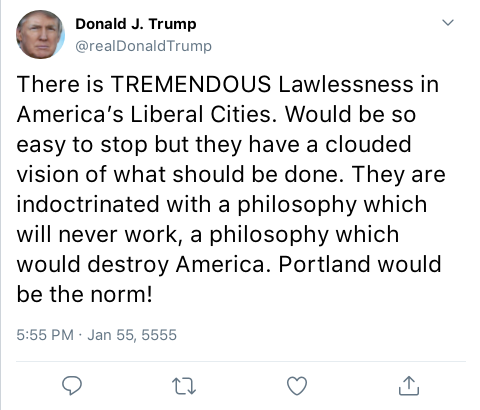 Donald J. Trump
@realDonaldTrump
There is TREMENDOUS Lawlessness in
America's Liberal Cities. Would be so
easy to stop but they have a clouded
vision of what should be done. They are
indoctrinated with a philosophy which
will never work, a philosophy which
would destroy America. Portland would
be the norm!
5:55 PM · Jan 55, 5555